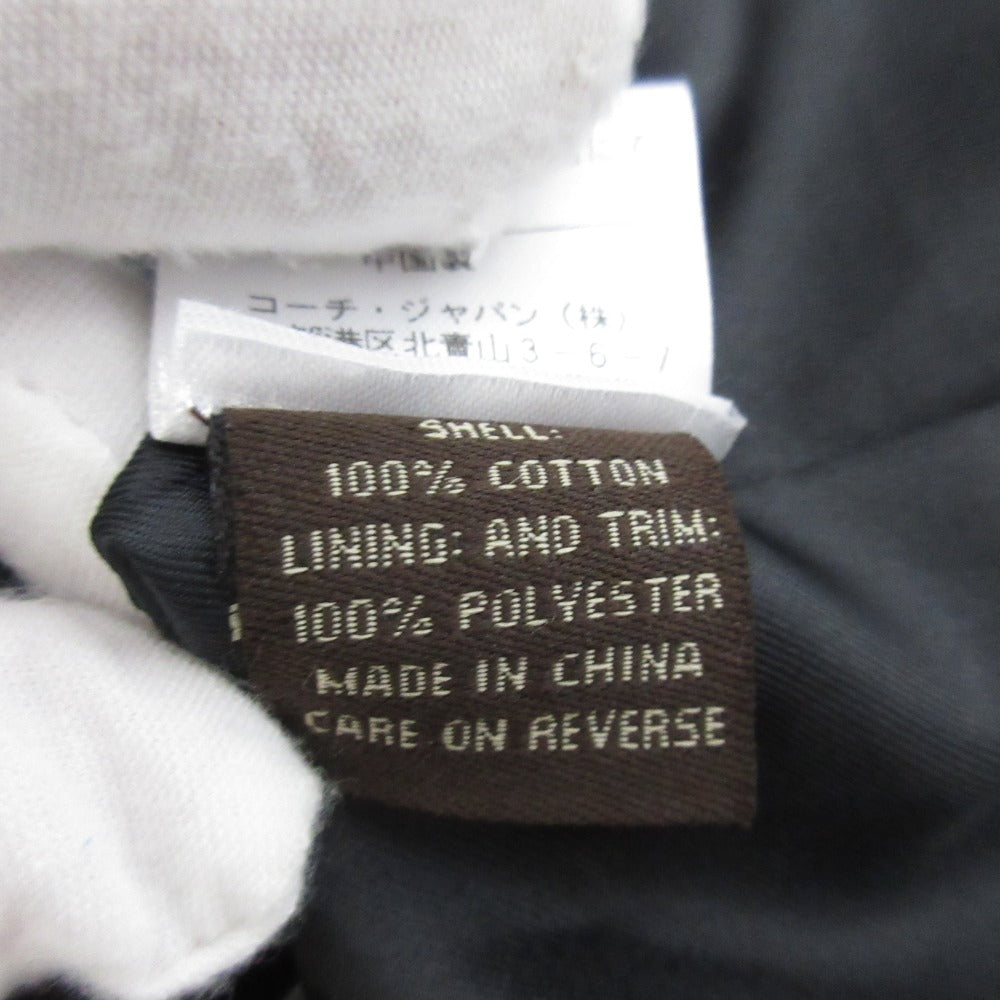 中国製
コーチ・ジャパン(株)
都港区北青山3-6-7
SHELL:
100% COTTON
LINING: AND TRIM:
100% POLYESTER
MADE IN CHINA
CARE ON REVERSE